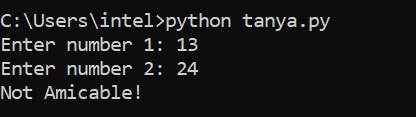 C:\Users\intel>python tanya.py
Enter number 1: 13
Enter number 2: 24
Not Amicable!